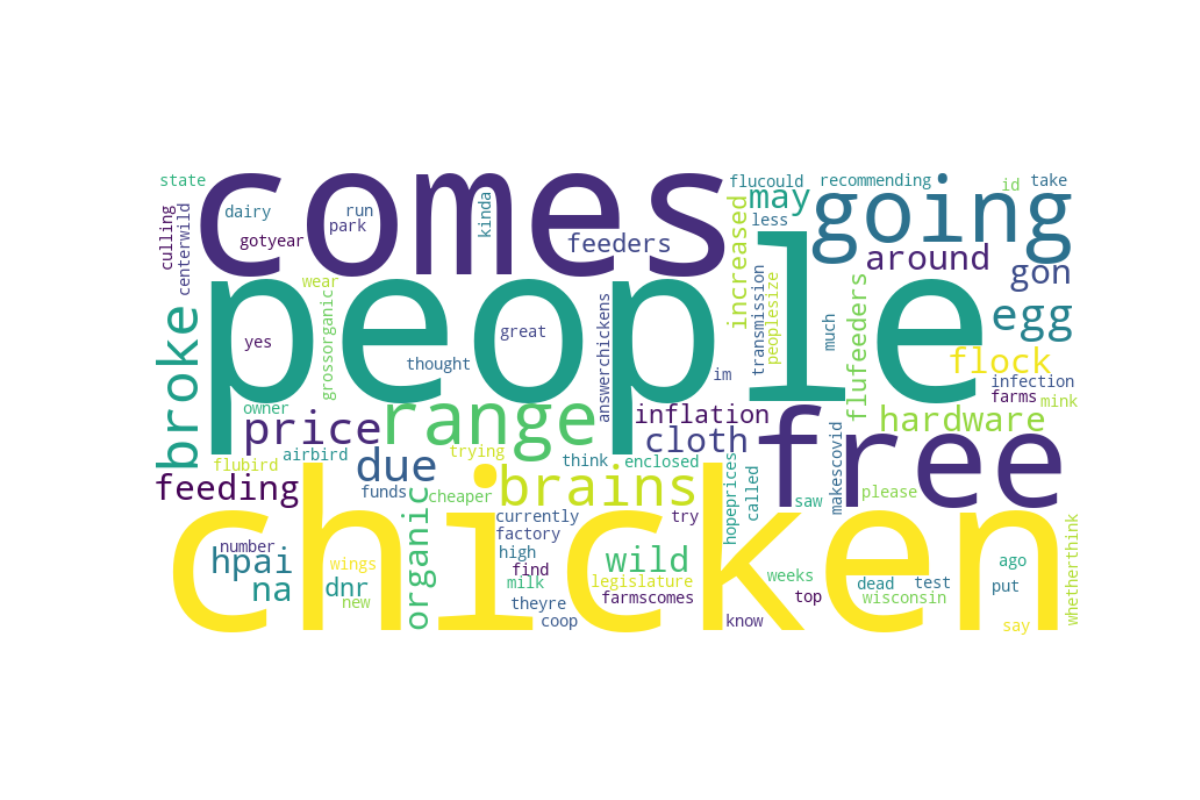 state
comes
flucould
recommending
id
take
culling
centerwild
dairy
gotyear
run
park
kinda
feeders
increased
may
less
going
around
gon
people
wear
grossorganic
yes
great
thought
answerchickens
im
transmission
peoplesize
much
flufeeders
egg
flock
infection
farms
mink
broke
owner
price
range
inflation
cloth
free
hardware
airbird
flubird
trying
think
enclosed
due
feeding
funds
cheaper
brains
hopeprices
called
saw
makescovid
please
chicken
organic
currently
factory
try
high
find
milk
theyre
coop
wild
legislature
farmscomes
know
weeks
top
number
hpai
na
wings
dnr
new
dead
test
wisconsin
ago
put
say
whetherthink